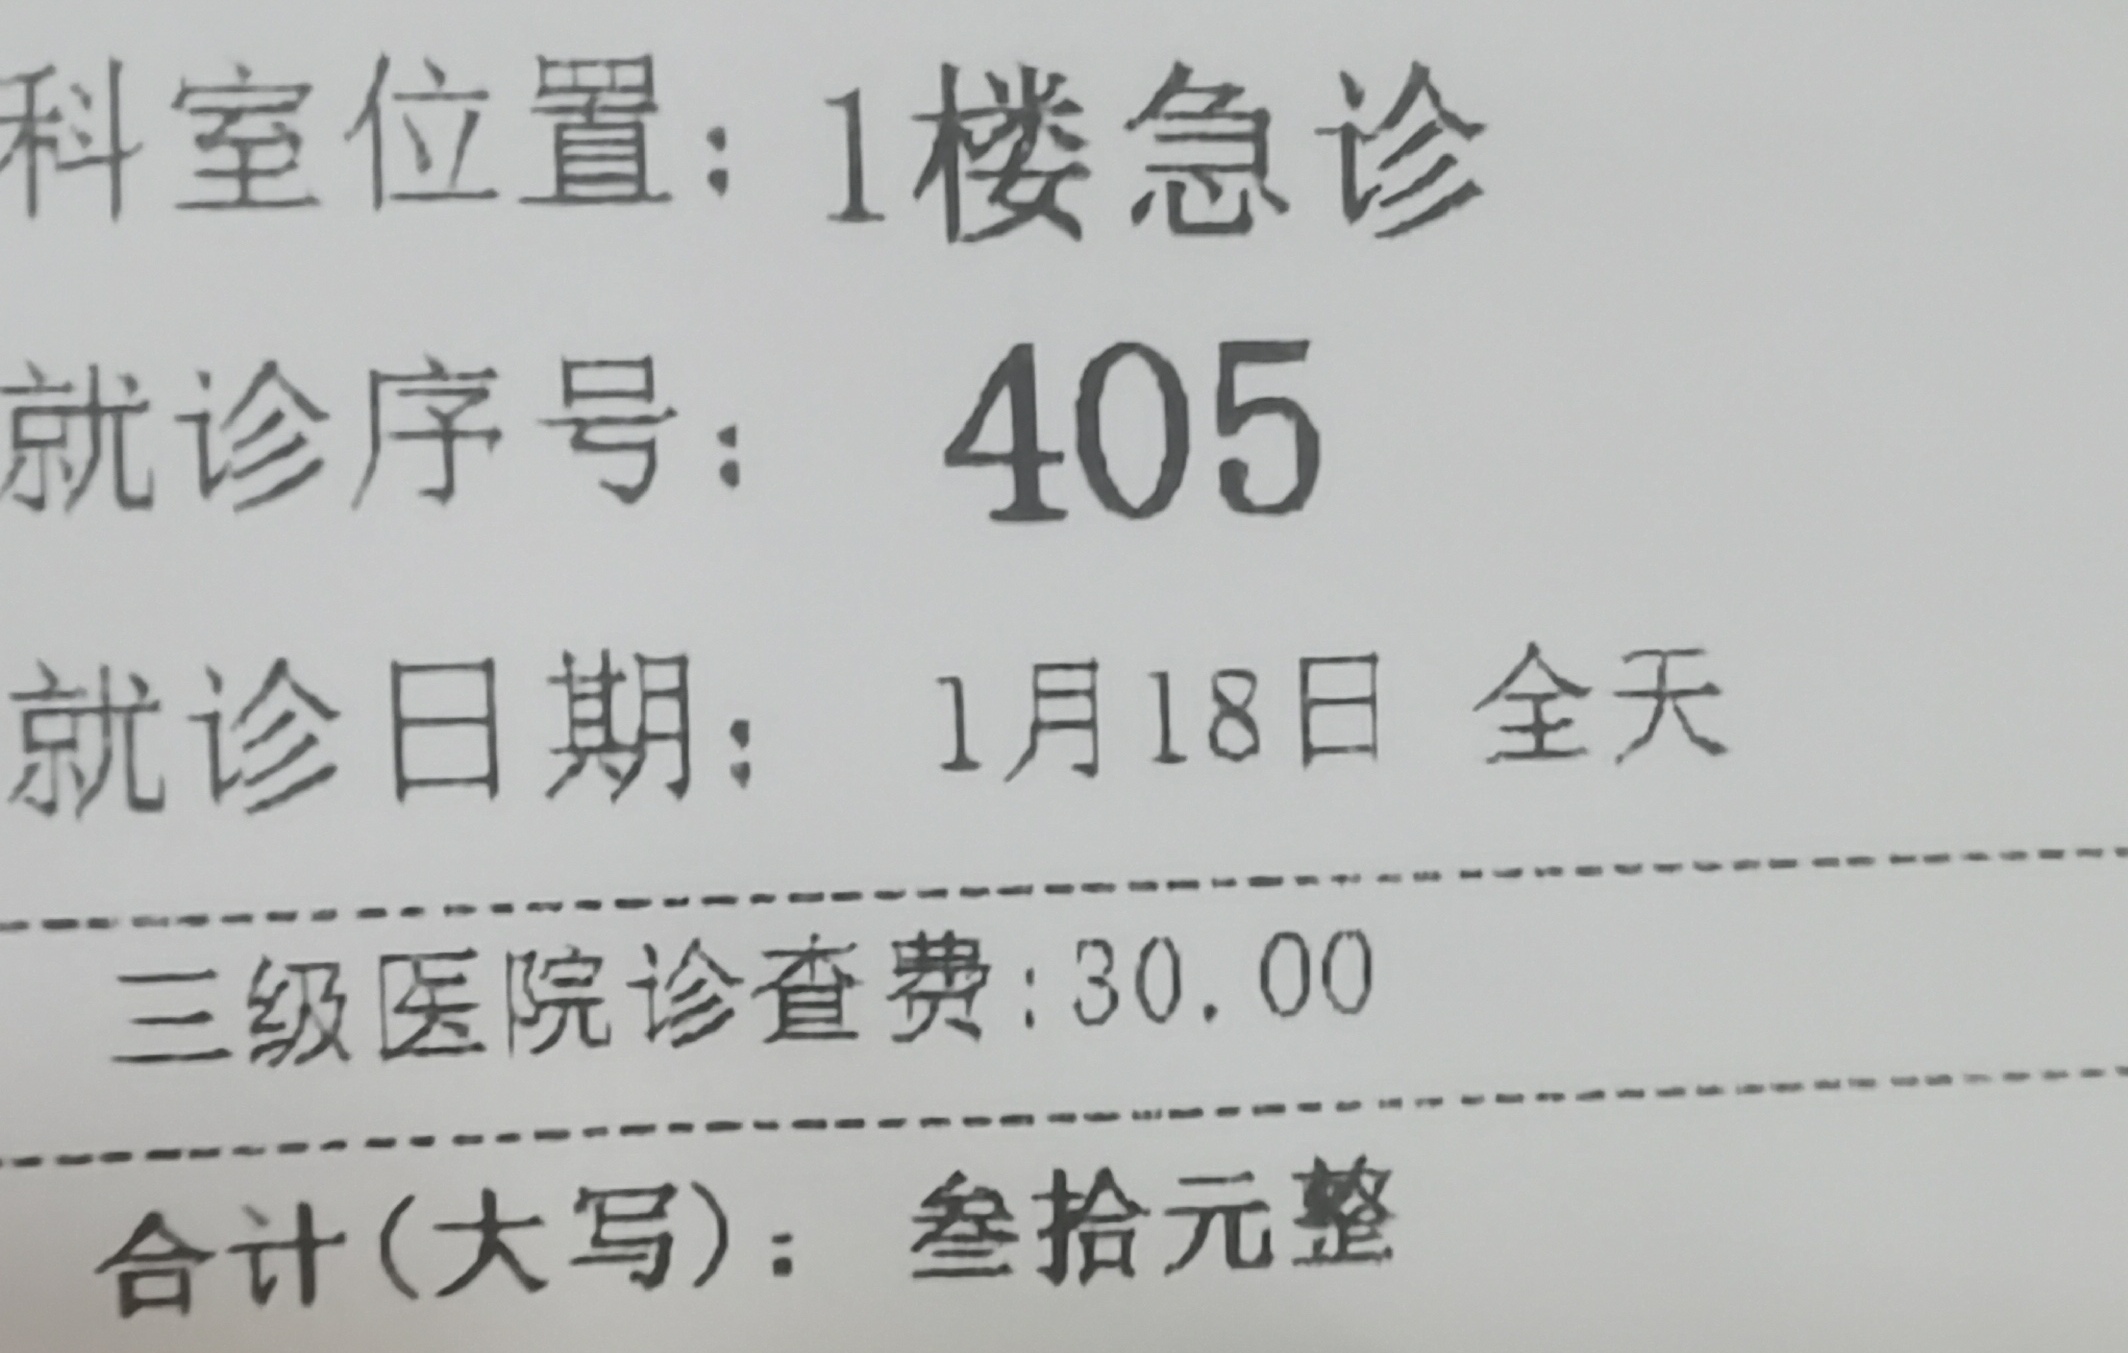 科室位置：1楼急诊
就诊序号： 405
就诊日期： 1月18日 全天
三级医院诊查费:30.00
合计(大写)： 叁拾元整